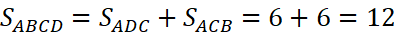 S_{ABCD} = S_{ADC} + S_{ACB} = 6 + 6 = 12